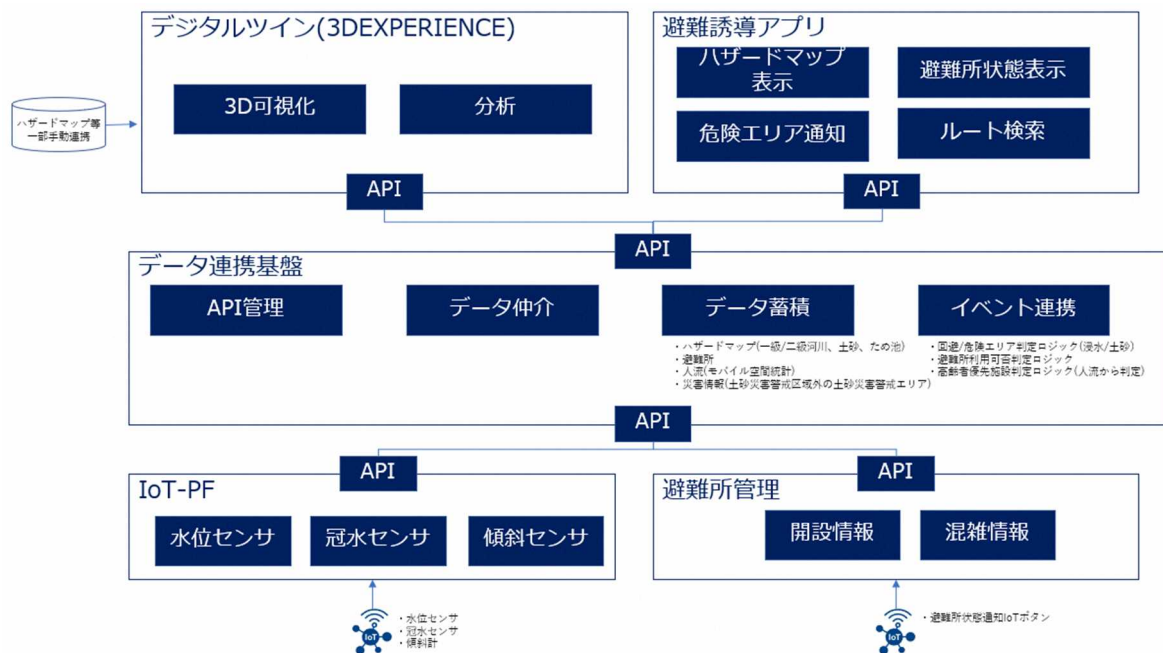 デジタルツイン(3DEXPERIENCE)
3D可視化
分析
ハザードマップ等
一部手動連携
API
避難誘導アプリ
ハザードマップ
表示
避難所状態表示
危険エリア通知
ルート検索
API
API
データ連携基盤
API管理
データ仲介
データ蓄積
・ハザードマップ(一級/二級河川、土砂、ため池)
・避難所
・人流(モバイル空間統計)
・災害情報(土砂災害警戒区域外の土砂災害警戒エリア)
イベント連携
・回避/危険エリア判定ロジック(浸水/土砂)
・避難所利用可否判定ロジック
・高齢者優先施設判定ロジック(人流から判定)
API
API
IoT-PF
水位センサ
冠水センサ
傾斜センサ
IoT
・水位センサ
・冠水センサ
・傾斜計
API
避難所管理
開設情報
混雑情報
IoT
・避難所状態通知IoTボタン